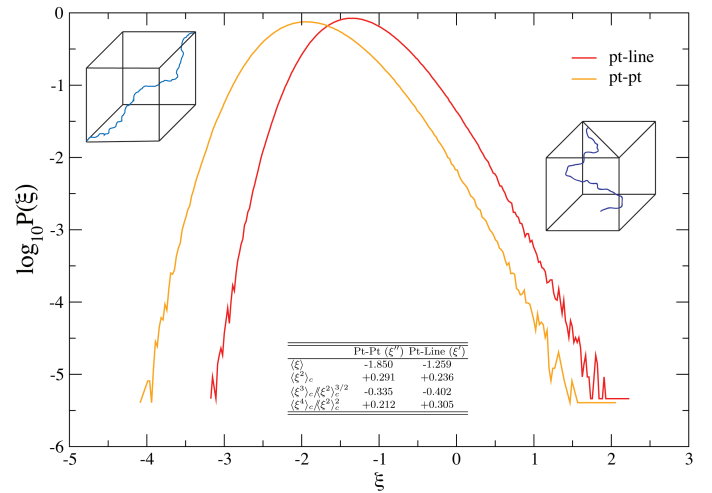 0
-1
-2
-3
-4
-5
-6
log₁₀P(ξ)
pt-line
pt-pt
Pt-Pt (ξ″) Pt-Line (ξ′)
⟨ξ⟩ -1.850 -1.259
⟨ξ²⟩c +0.291 +0.236
⟨ξ³⟩c/⟨ξ²⟩c^3/2 -0.335 -0.402
⟨ξ⁴⟩c/⟨ξ²⟩c² +0.212 +0.305
-5 -4 -3 -2 -1 0 1 2 3
ξ